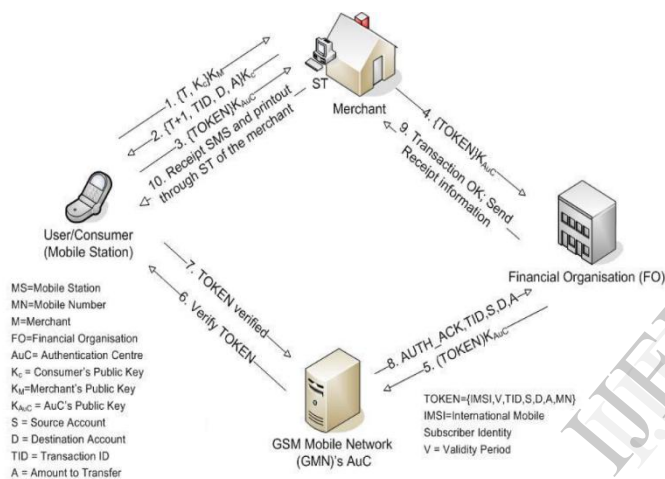 1. {T, Kc}KM
2. {T+1, TID, D, A}Kc
3. {TOKEN}KAuC
10. Receipt SMS and printout
through ST of the merchant
ST
Merchant
4. {TOKEN}KAuC
9. Transaction OK; Send
Receipt information
User/Consumer
(Mobile Station)
Financial Organisation (FO)
7. TOKEN verified
6. Verify TOKEN
8. AUTH_ACK,TID,S,D,A
5. (TOKEN}KAuC
GSM Mobile Network
(GMN)'s AuC
MS=Mobile Station
MN=Mobile Number
M=Merchant
FO=Financial Organisation
AuC= Authentication Centre
Kc = Consumer's Public Key
KM=Merchant's Public Key
KAuC = AuC's Public Key
S = Source Account
D = Destination Account
TID = Transaction ID
A = Amount to Transfer
TOKEN={IMSI,V,TID,S,D,A,MN}
IMSI=International Mobile
Subscriber Identity
V = Validity Period